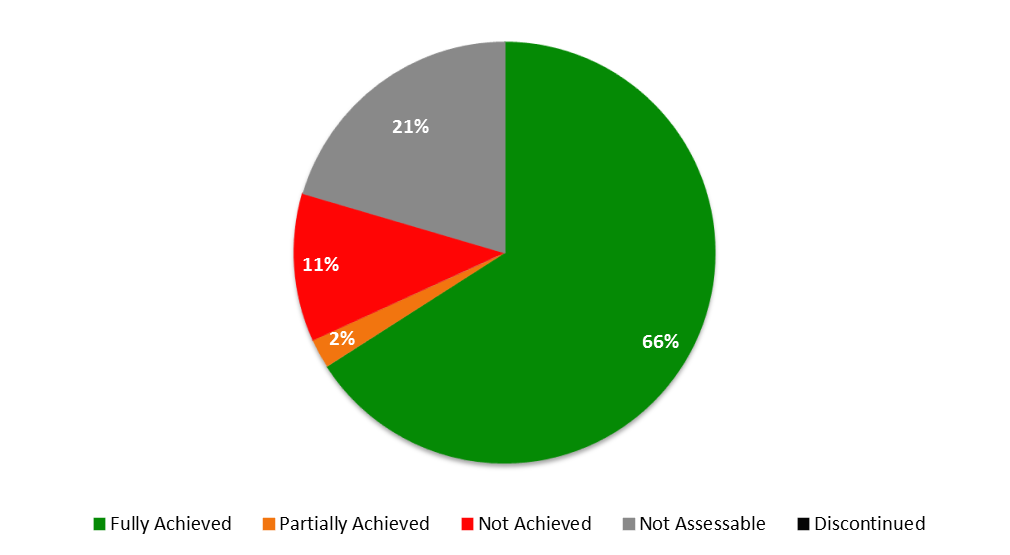 21%
11%
2%
66%
Fully Achieved Partially Achieved Not Achieved Not Assessable Discontinued